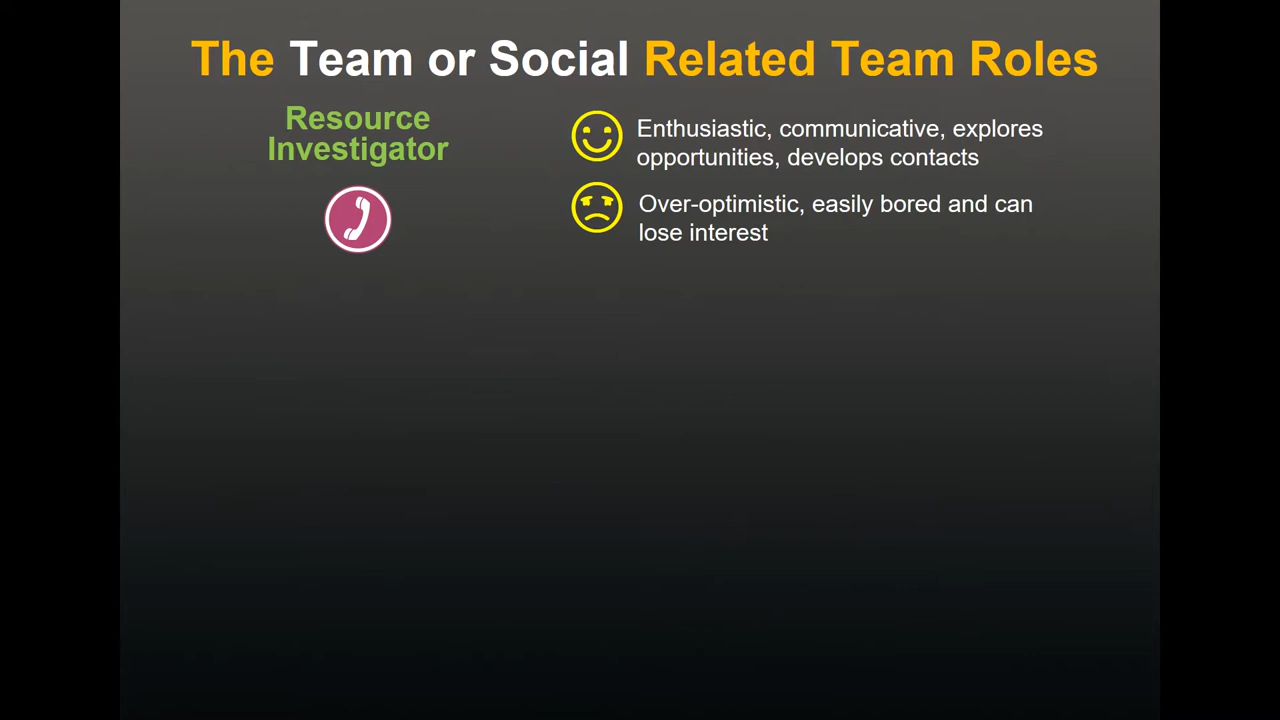 The Team or Social Related Team Roles
Resource
Investigator
Enthusiastic, communicative, explores
opportunities, develops contacts
Over-optimistic, easily bored and can
lose interest